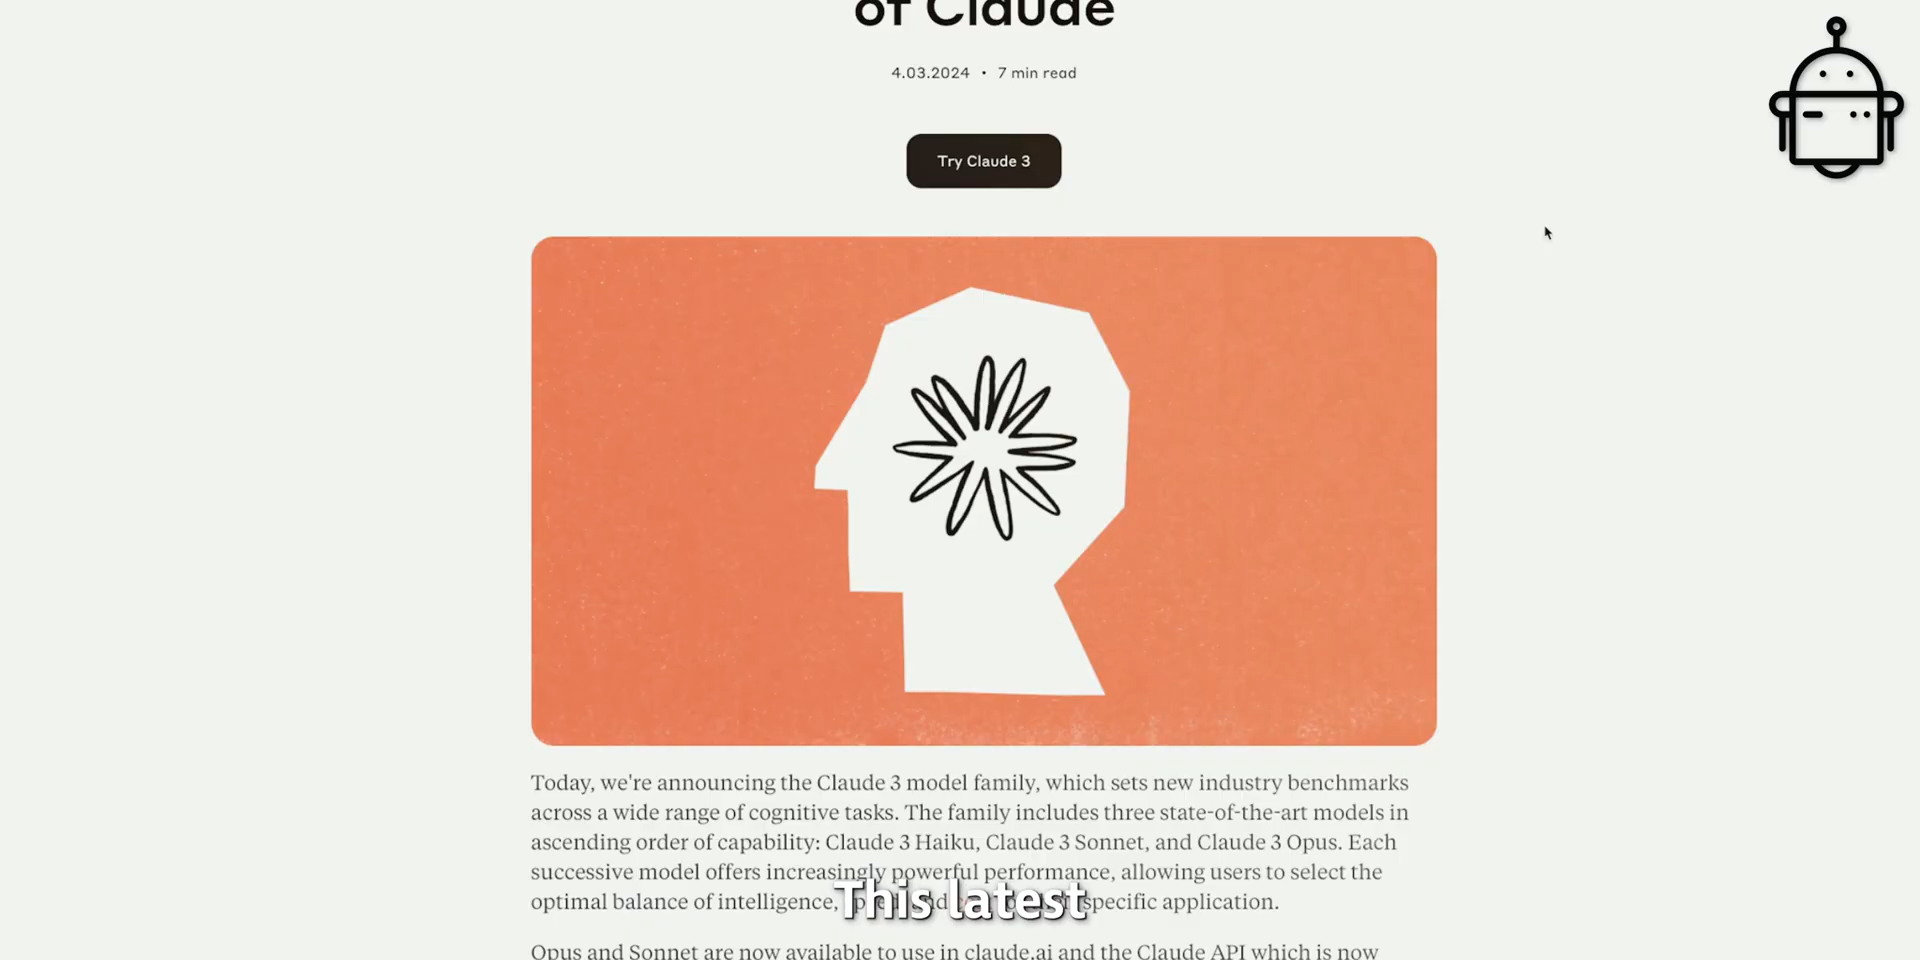 of Claude
4.03.2024 • 7 min read
Try Claude 3
Today, we're announcing the Claude 3 model family, which sets new industry benchmarks
across a wide range of cognitive tasks. The family includes three state-of-the-art models in
ascending order of capability: Claude 3 Haiku, Claude 3 Sonnet, and Claude 3 Opus. Each
successive model offers increasingly powerful performance, allowing users to select the
optimal balance of intelligence, specific application.
This latest
Opus and Sonnet are now available to use in claude.ai and the Claude API which is now